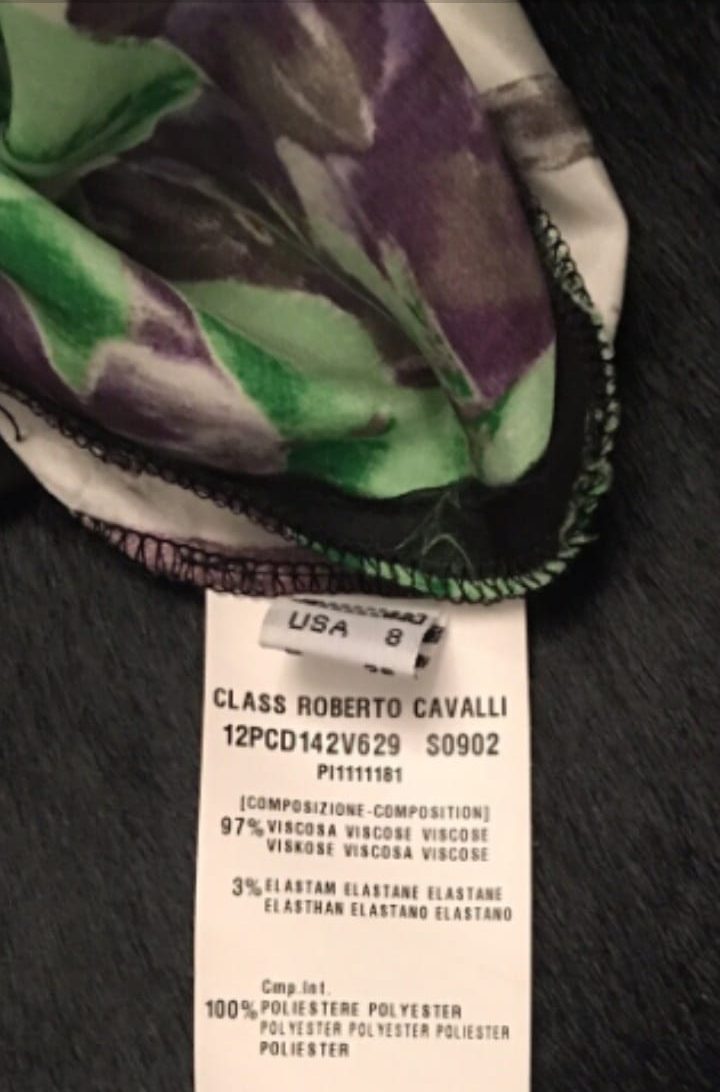 USA 8
CLASS ROBERTO CAVALLI
12PCD142V629 S0902
PI1111181
[COMPOSIZIONE-COMPOSITION]
97% VISCOSA VISCOSE VISCOSE
VISKOSE VISCOSA VISCOSE
3% ELASTAM ELASTANE ELASTANE
ELASTHAN ELASTANO ELASTANO
Cmp.Int.
100% POLIESTERE POLYESTER
POLYESTER POLYESTER POLIESTER
POLIESTER